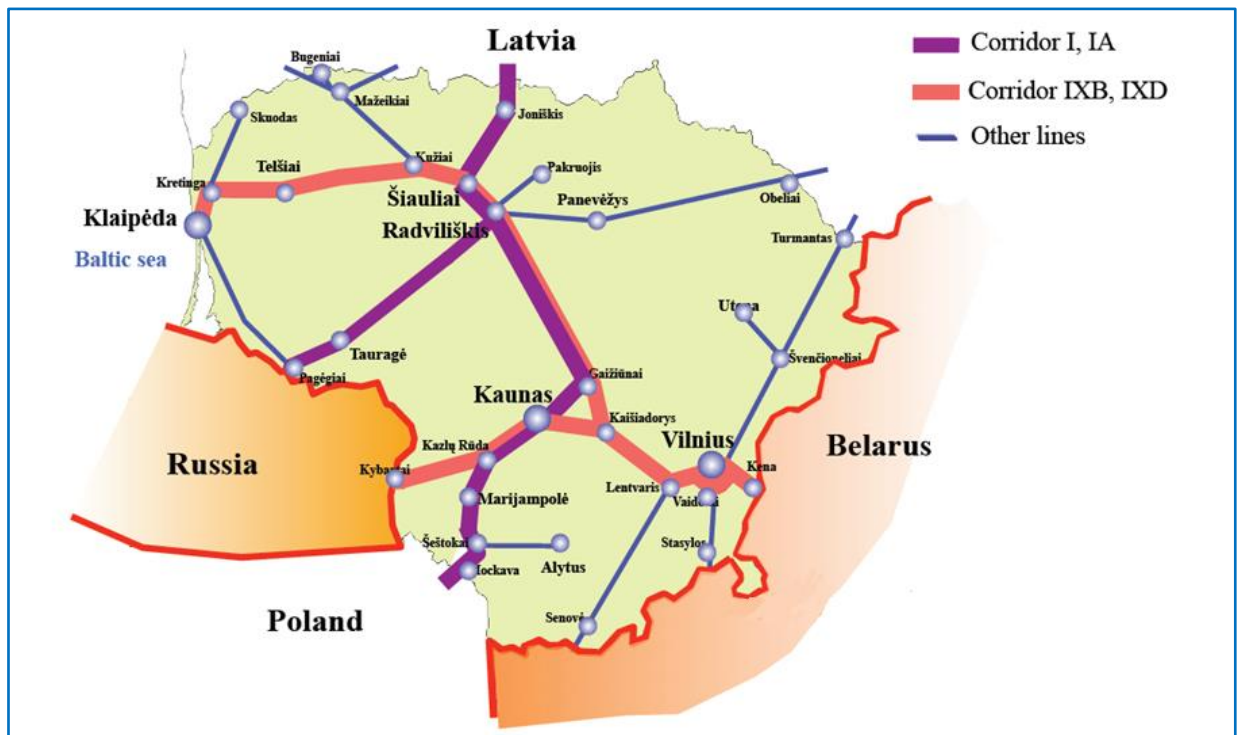 Latvia
Corridor I, IA
Corridor IXB, IXD
Other lines
Bugeniai
Mažeikiai
Skuodas
Joniškis
Kužiai
Telšiai
Kretinga
Pakruojis
Šiauliai
Panevėžys
Obeliai
Klaipėda
Radviliškis
Turmantas
Baltic sea
Utena
Tauragė
Švenčioneliai
Pagėgiai
Gaižiūnai
Kaunas
Kaišiadorys
Vilnius
Belarus
Kazlų Rūda
Russia
Kybartai
Kena
Lentvaris
Marijampolė
Šeštokai
Stasylos
Alytus
Poland
Senovė